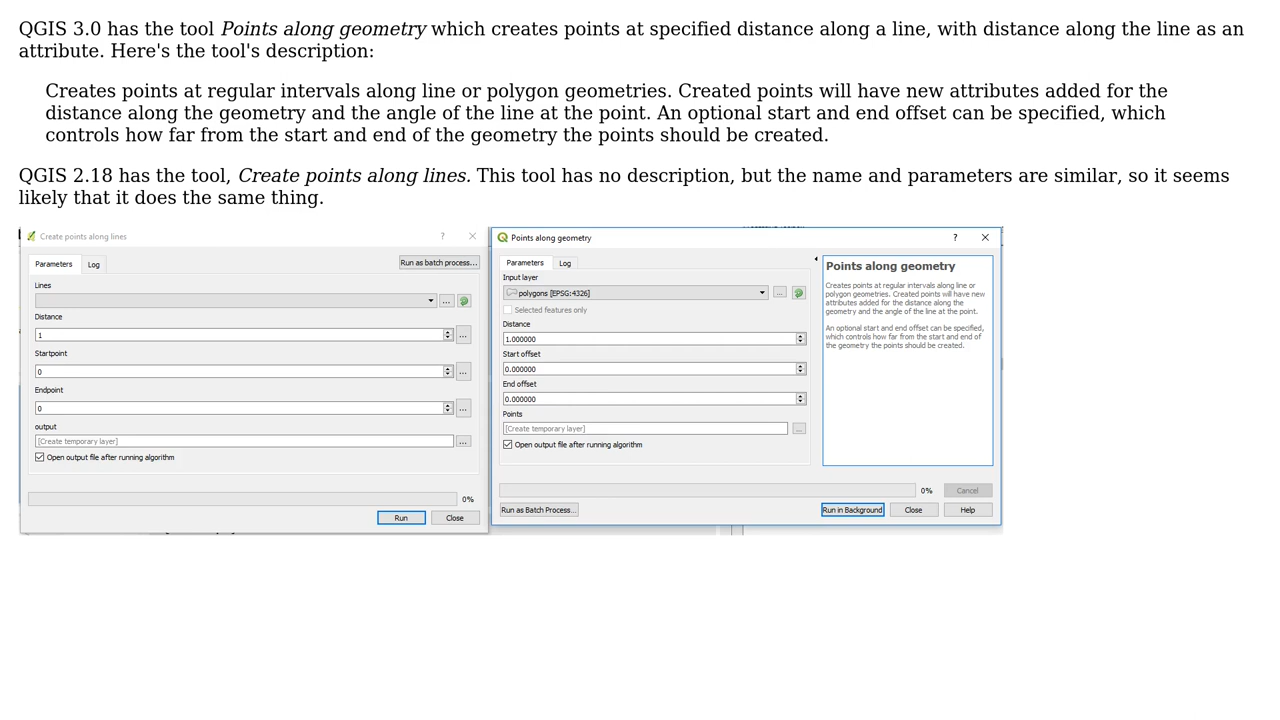 QGIS 3.0 has the tool Points along geometry which creates points at specified distance along a line, with distance along the line as an
attribute. Here's the tool's description:
Creates points at regular intervals along line or polygon geometries. Created points will have new attributes added for the
distance along the geometry and the angle of the line at the point. An optional start and end offset can be specified, which
controls how far from the start and end of the geometry the points should be created.
QGIS 2.18 has the tool, Create points along lines. This tool has no description, but the name and parameters are similar, so it seems
likely that it does the same thing.
Create points along lines
?
Parameters
Log
Run as batch process...
Lines
...
Distance
1
...
Startpoint
0
...
Endpoint
0
...
output
[Create temporary layer]
...
Open output file after running algorithm
0%
Run
Close
Points along geometry
?
Parameters
Log
Input layer
polygons [EPSG:4326]
...
Selected features only
Distance
1.000000
Start offset
0.000000
End offset
0.000000
Points
[Create temporary layer]
...
Open output file after running algorithm
Points along geometry
Creates points at regular intervals along line or
polygon geometries. Created points will have new
attributes added for the distance along the
geometry and the angle of the line at the point.
An optional start and end offset can be specified,
which controls how far from the start and end of
the geometry the points should be created.
0%
Cancel
Run as Batch Process...
Run in Background
Close
Help